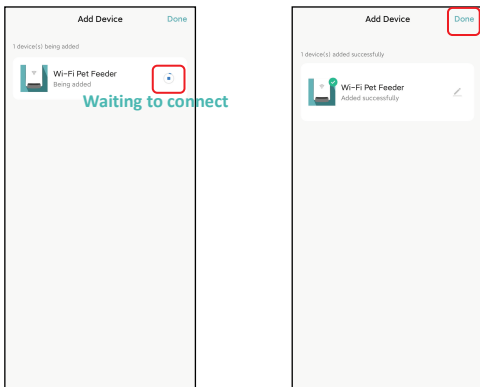 Add Device
Done
1 device(s) being added
Wi-Fi Pet Feeder
Being added
Waiting to connect
Add Device
Done
1 device(s) added successfully
Wi-Fi Pet Feeder
Added successfully